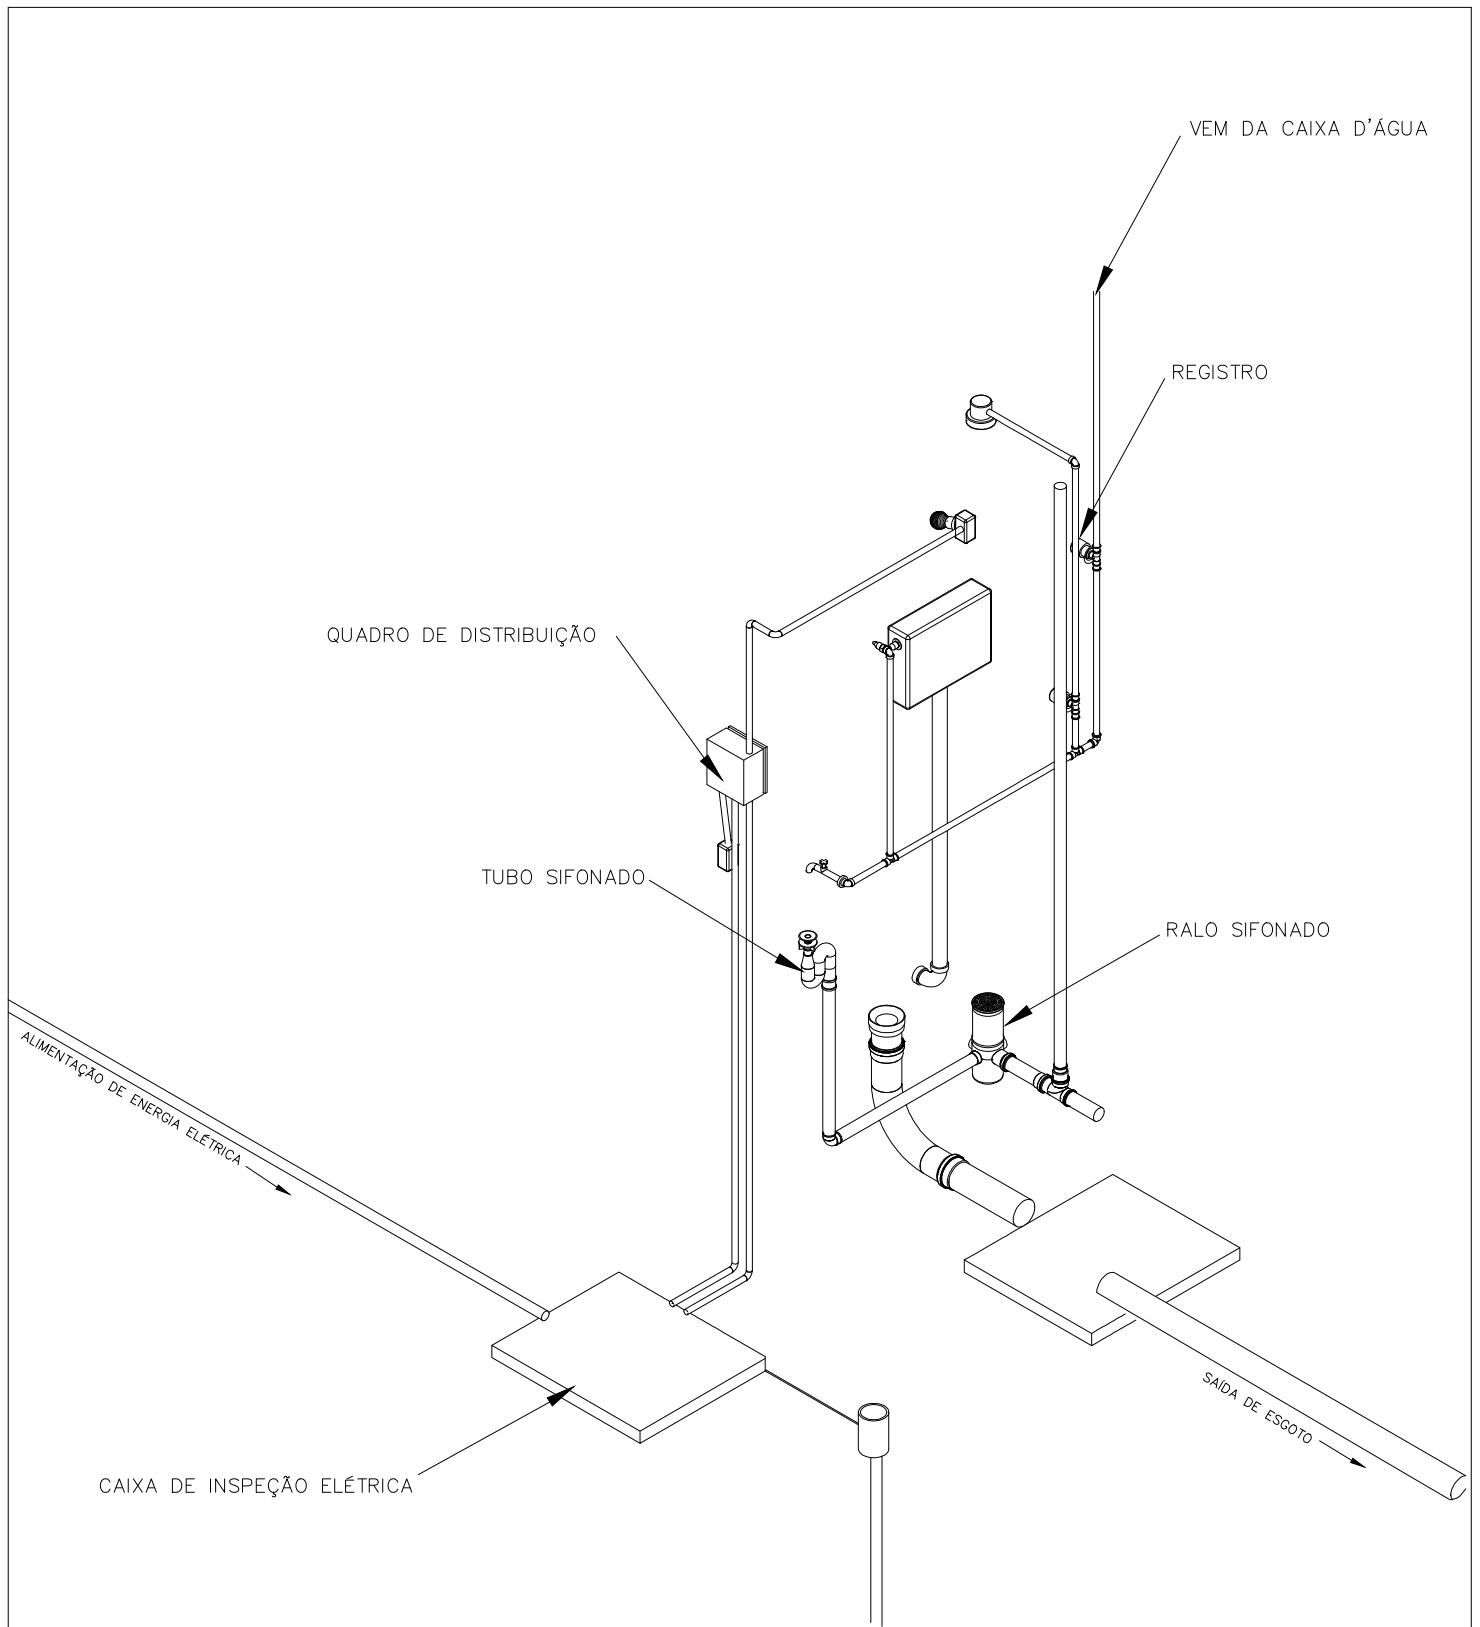 VEM DA CAIXA D'ÁGUA
REGISTRO
QUADRO DE DISTRIBUIÇÃO
TUBO SIFONADO
RALO SIFONADO
ALIMENTAÇÃO DE ENERGIA ELÉTRICA
SAÍDA DE ESGOTO
CAIXA DE INSPEÇÃO ELÉTRICA